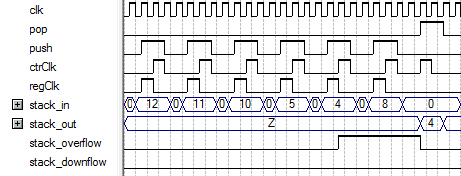 clk
pop
push
ctrClk
regClk
stack_in 0 12 0 11 0 10 0 5 0 4 0 8 0
stack_out Z 4
stack_overflow
stack_downflow